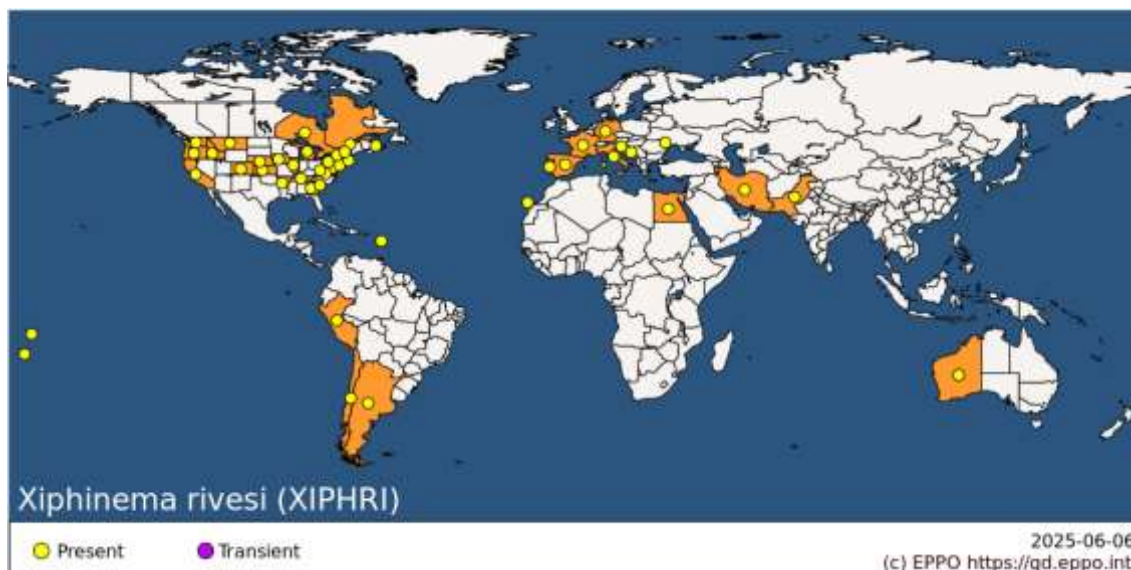 Xiphinema rivesi (XIPHRI)
Present
Transient
2025-06-06
(c) EPPO https://gd.eppo.int